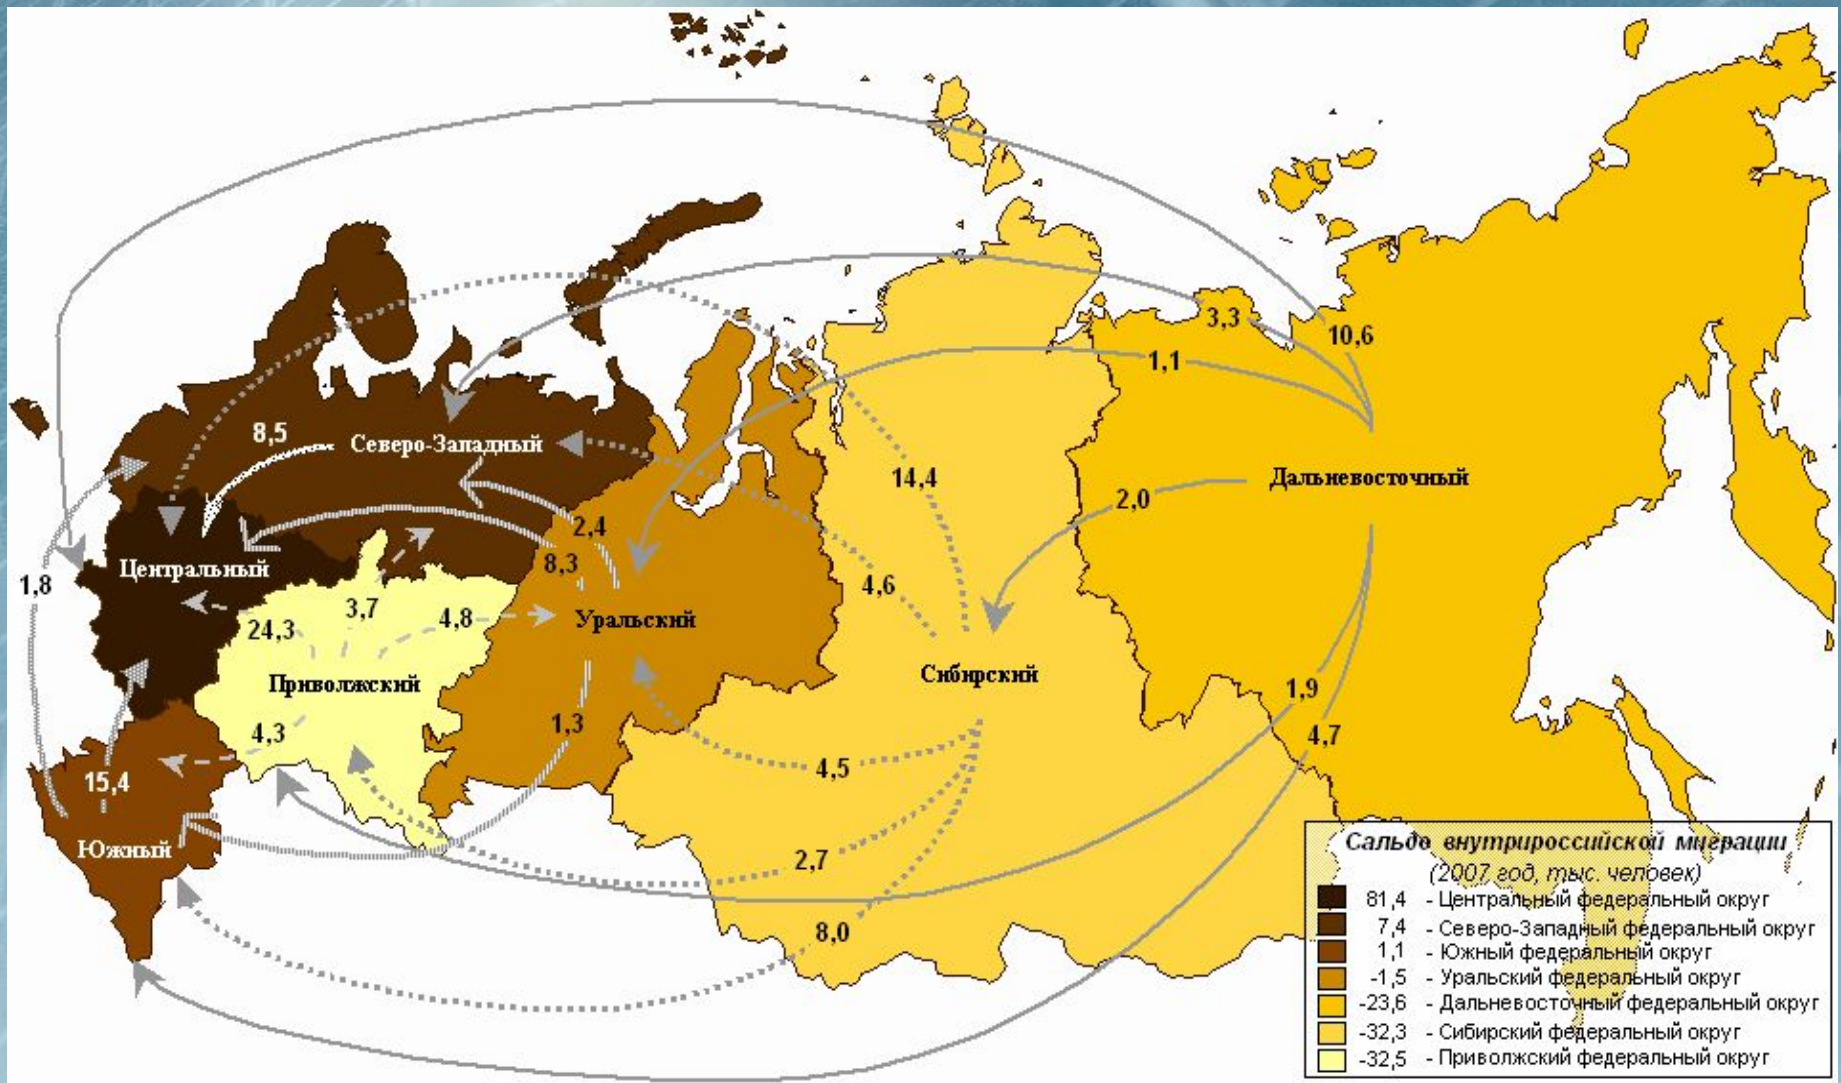 3,3
10,6
1,1
8,5
Северо-Западный
14,4
Дальневосточный
2,0
2,4
8,3
Центральный
1,8
4,6
3,7
24,3
4,8
Уральский
Приволжский
Сибирский
1,9
4,3
1,3
4,7
15,4
4,5
Южный
2,7
8,0
Сальдо внутрироссийской миграции
(2007 год, тыс. человек)
81,4 - Центральный федеральный округ
7,4 - Северо-Западный федеральный округ
1,1 - Южный федеральный округ
-1,5 - Уральский федеральный округ
-23,6 - Дальневосточный федеральный округ
-32,3 - Сибирский федеральный округ
-32,5 - Приволжский федеральный округ